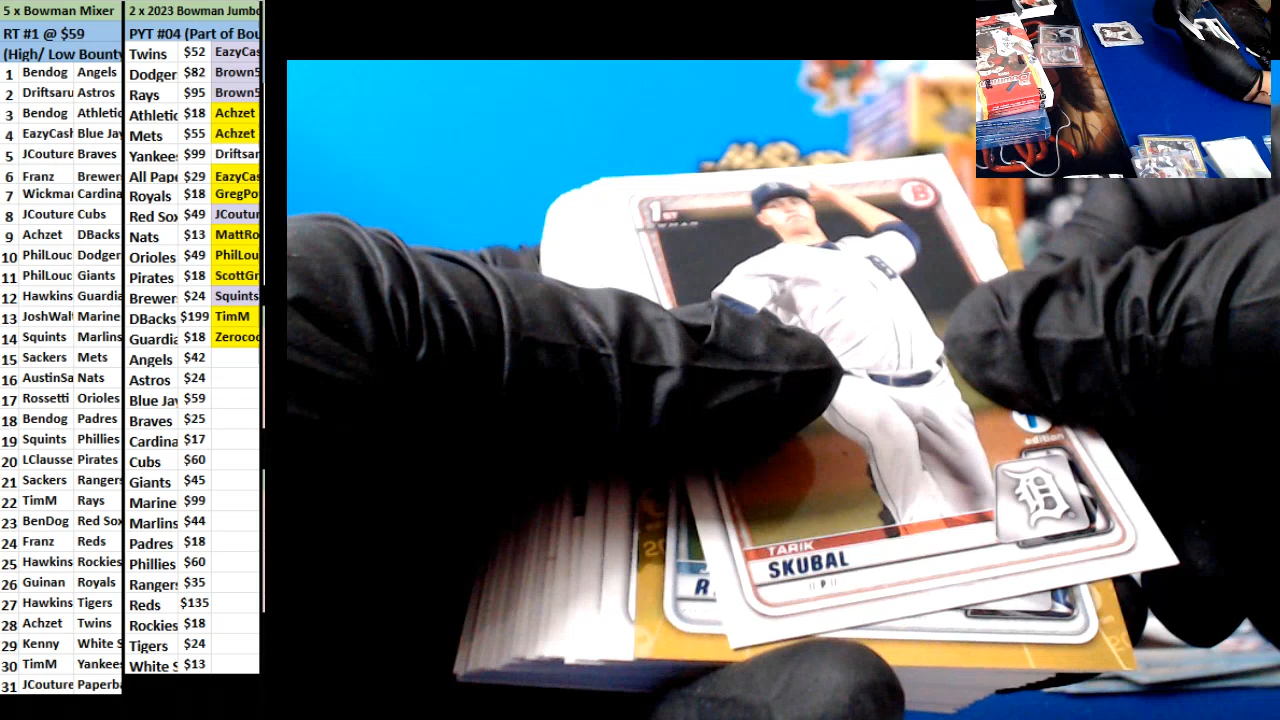 5 x Bowman Mixer
RT #1 @ $59
(High/ Low Bounty
1 Bendog Angels
2 Driftsaru Astros
3 Bendog Athletic
4 EazyCash Blue Jay
5 JCouture Braves
6 Franz Brewer
7 Wickmar Cardina
8 JCouture Cubs
9 Achzet DBacks
10 PhilLouc Dodger
11 PhilLouc Giants
12 Hawkins Guardia
13 JoshWal Marine
14 Squints Marlins
15 Sackers Mets
16 AustinSa Nats
17 Rossetti Orioles
18 Bendog Padres
19 Squints Phillies
20 LClausse Pirates
21 Sackers Rangers
22 TimM Rays
23 BenDog Red Sox
24 Franz Reds
25 Hawkins Rockies
26 Guinan Royals
27 Hawkins Tigers
28 Achzet Twins
29 Kenny White S
30 TimM Yankee
31 JCouture Paperba
2 x 2023 Bowman Jumbo
PYT #04 (Part of Bou
Twins $52 EazyCas
Dodger $82 Brown5
Rays $95 Brown5
Athletic $18 Achzet
Mets $55 Achzet
Yankee $99 Driftsar
All Pape $29 EazyCas
Royals $18 GregPo
Red Sox $49 JCoutur
Nats $13 MattRo
Orioles $49 PhilLou
Pirates $18 ScottGr
Brewer $24 Squints
DBacks $199 TimM
Guardia $18 Zerocoo
Angels $42
Astros $24
Blue Jay $59
Braves $25
Cardina $17
Cubs $60
Giants $45
Marine $99
Marlins $44
Padres $18
Phillies $60
Rangers $35
Reds $135
Rockies $18
Tigers $24
White S $13
1ST
B
edition
D
TARIK
SKUBAL
P
R
20